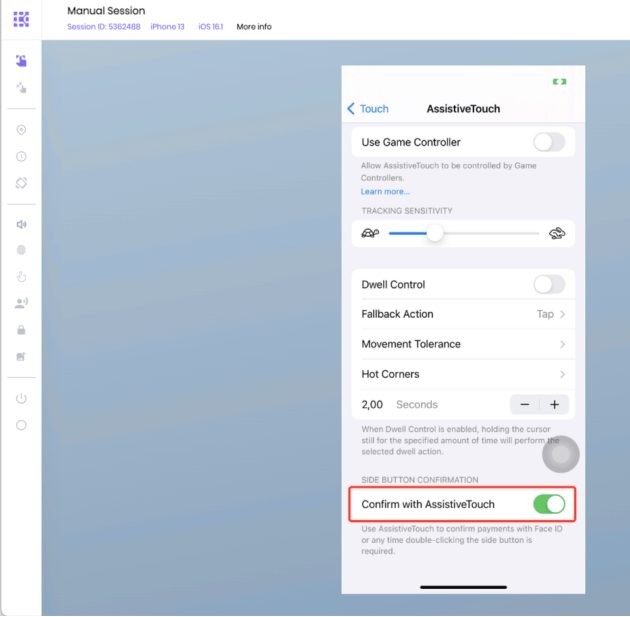 Manual Session
Session ID: 5362488 iPhone 13 iOS 16.1 More info
Touch AssistiveTouch
Use Game Controller
Allow AssistiveTouch to be controlled by Game
Controllers.
Learn more...
TRACKING SENSITIVITY
Dwell Control
Fallback Action Tap
Movement Tolerance
Hot Corners
2,00 Seconds − +
When Dwell Control is enabled, holding the cursor
still for the specified amount of time will perform the
selected dwell action.
SIDE BUTTON CONFIRMATION
Confirm with AssistiveTouch
Use AssistiveTouch to confirm payments with Face ID
or any time double-clicking the side button is
required.